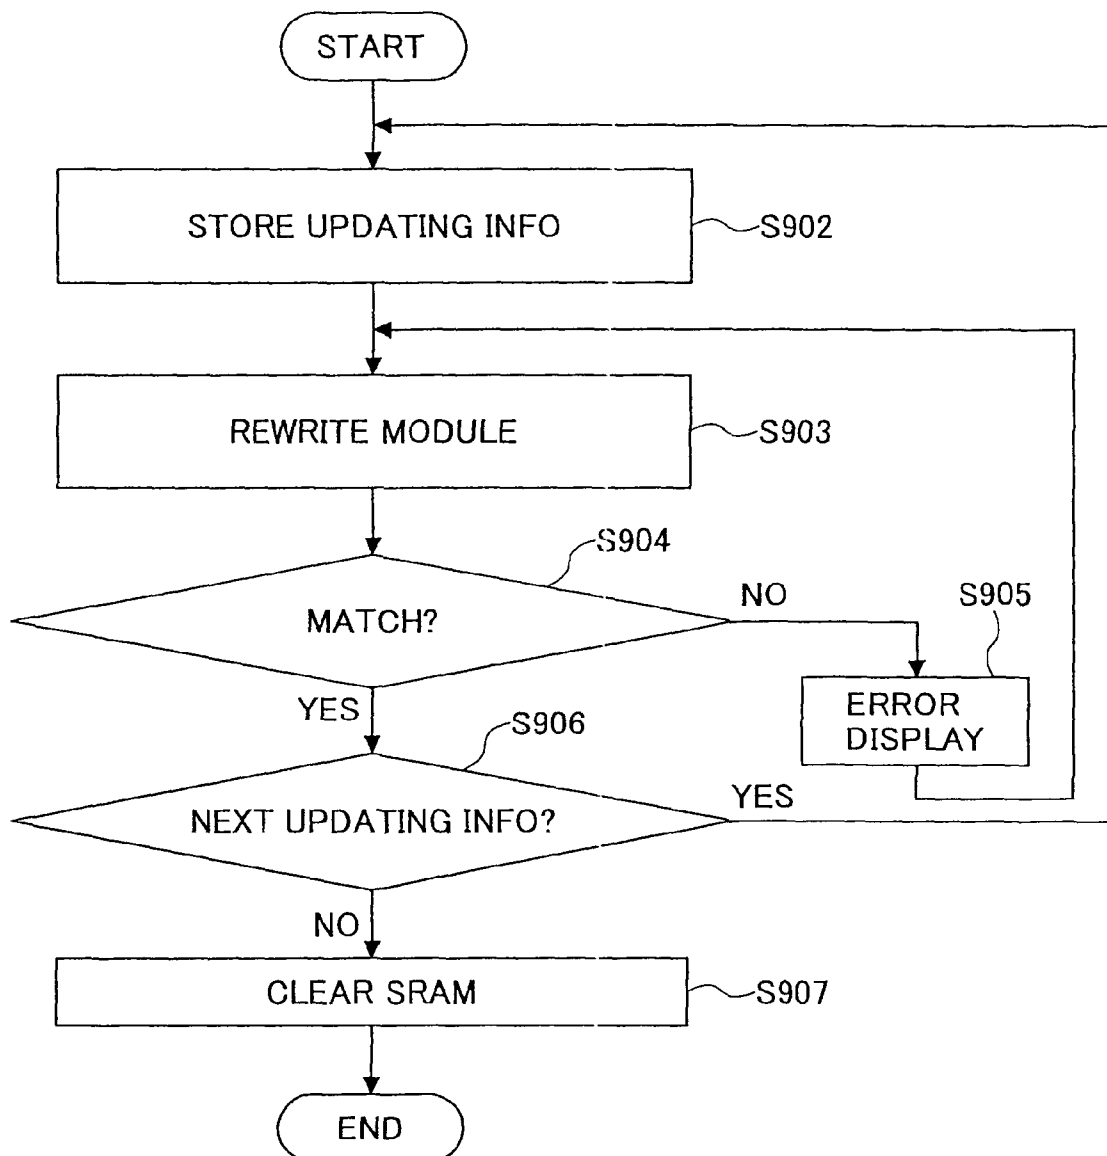 START
STORE UPDATING INFO
S902
REWRITE MODULE
S903
S904
MATCH?
NO
S905
ERROR
DISPLAY
YES
S906
NEXT UPDATING INFO?
YES
NO
CLEAR SRAM
S907
END